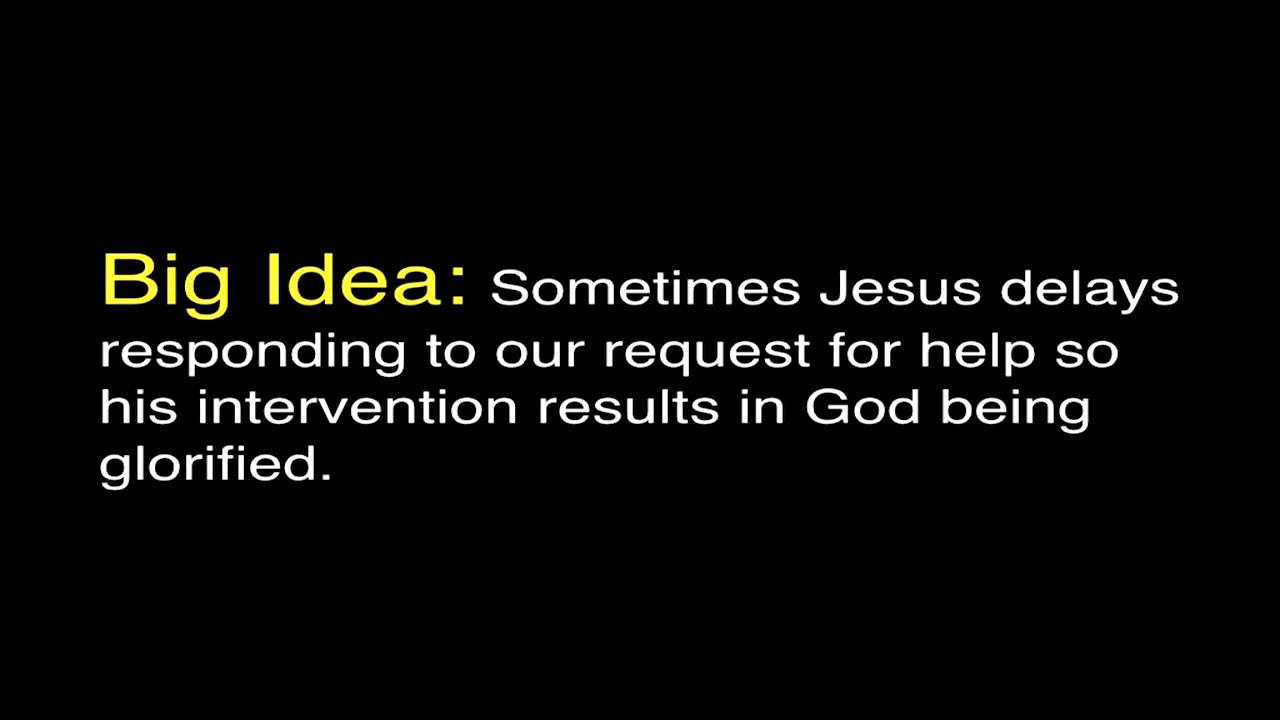 Big Idea: Sometimes Jesus delays
responding to our request for help so
his intervention results in God being
glorified.